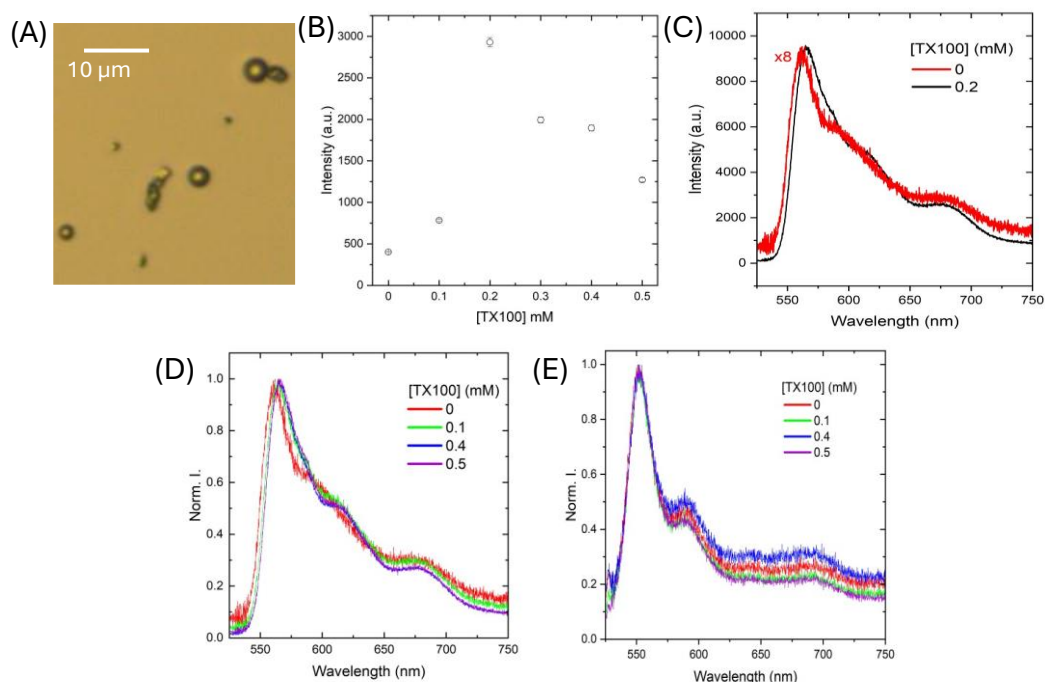 (A)
10 µm
(B)
3000
2500
2000
1500
1000
500
0
Intensity (a.u.)
0 0.1 0.2 0.3 0.4 0.5
[TX100] mM
(C)
10000
8000
6000
4000
2000
0
Intensity (a.u.)
x8
[TX100] (mM)
0
0.2
550 600 650 700 750
Wavelength (nm)
(D)
1.0
0.8
0.6
0.4
0.2
0.0
Norm. I.
[TX100] (mM)
0
0.1
0.4
0.5
550 600 650 700 750
Wavelength (nm)
(E)
1.0
0.8
0.6
0.4
0.2
0.0
Norm. I.
[TX100] (mM)
0
0.1
0.4
0.5
550 600 650 700 750
Wavelength (nm)